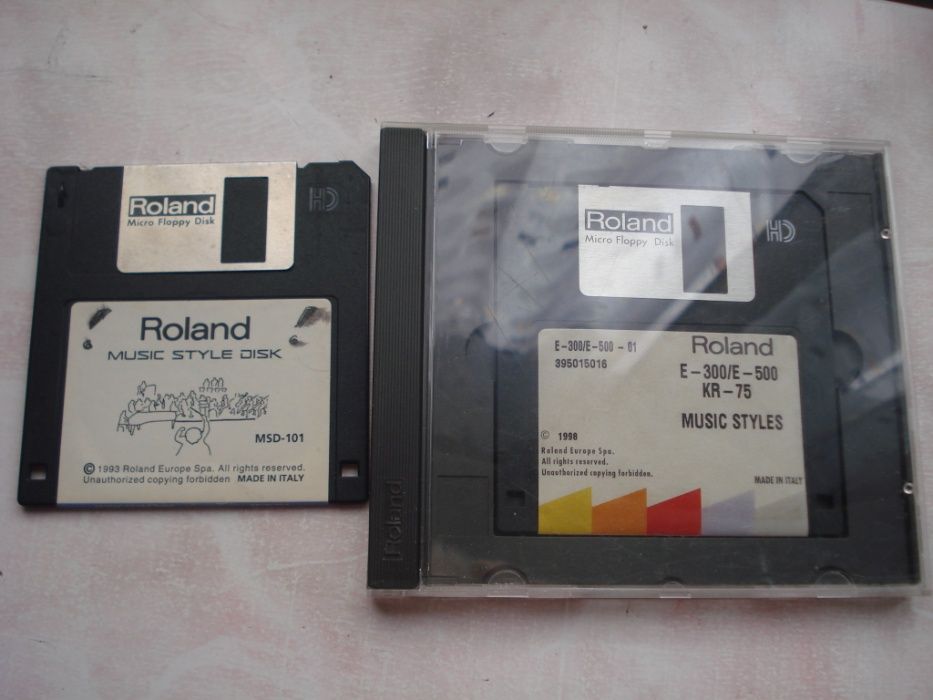 Roland
Micro Floppy Disk
HD
Roland
MUSIC STYLE DISK
MSD-101
© 1993 Roland Europe Spa. All rights reserved.
Unauthorized copying forbidden MADE IN ITALY
Roland
Roland
Micro Floppy Disk
HD
E-300/E-500 - 01
395015016
Roland
E-300/E-500
KR-75
MUSIC STYLES
© 1998
Roland Europe Spa.
All rights reserved.
Unauthorized copying forbidden.
MADE IN ITALY